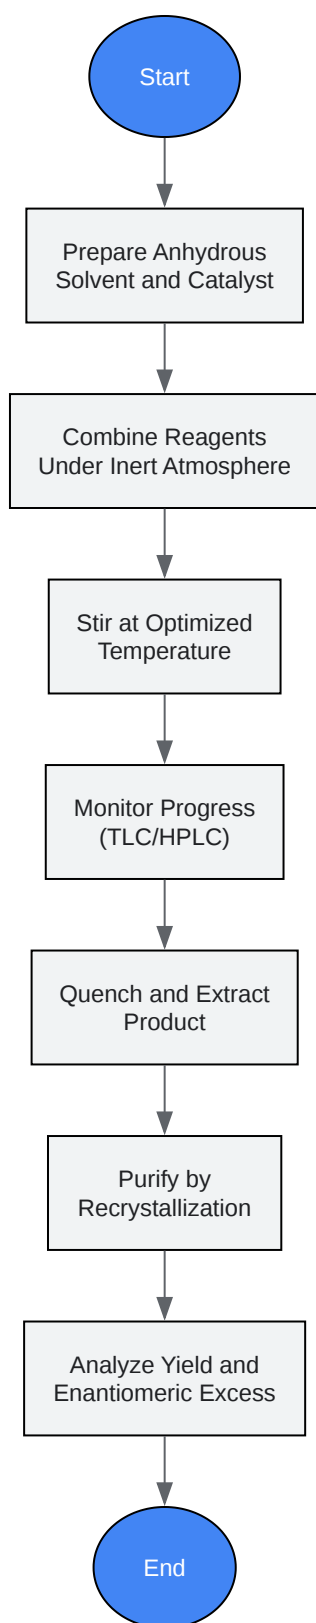 Start
Prepare Anhydrous
Solvent and Catalyst
Combine Reagents
Under Inert Atmosphere
Stir at Optimized
Temperature
Monitor Progress
(TLC/HPLC)
Quench and Extract
Product
Purify by
Recrystallization
Analyze Yield and
Enantiomeric Excess
End